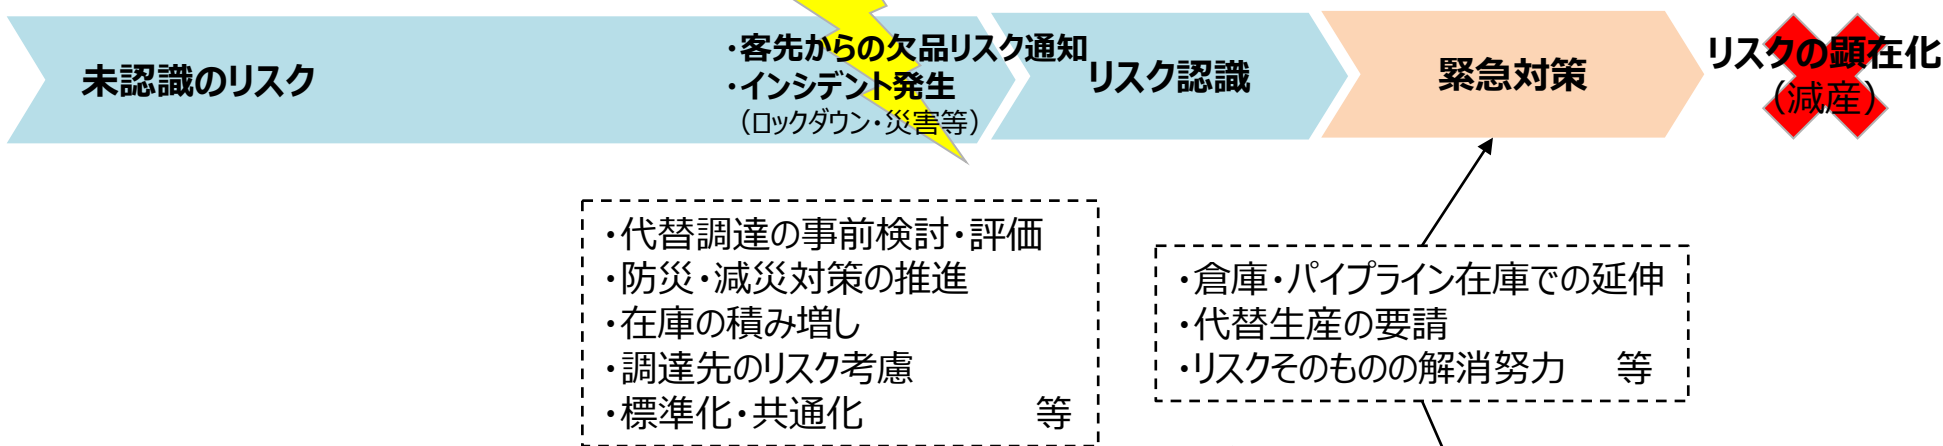 未認識のリスク
・客先からの欠品リスク通知
・インシデント発生
（ロックダウン・災害等）
リスク認識
緊急対策
リスクの顕在化
（減産）
・代替調達の事前検討・評価
・防災・減災対策の推進
・在庫の積み増し
・調達先のリスク考慮
・標準化・共通化　　　　等
・倉庫・パイプライン在庫での延伸
・代替生産の要請
・リスクそのものの解消努力　等